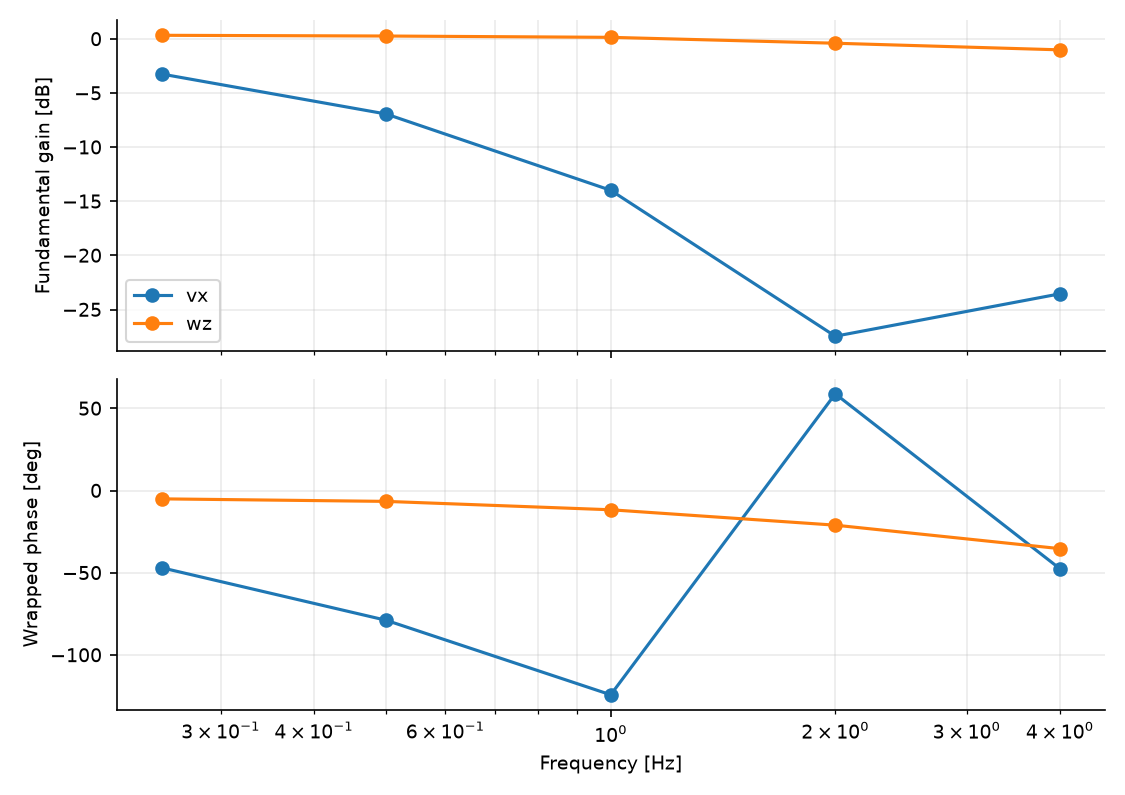 Fundamental gain [dB]
0
−5
−10
−15
−20
−25
vx
wz
Wrapped phase [deg]
50
0
−50
−100
3 × 10⁻¹ 4 × 10⁻¹ 6 × 10⁻¹ 10⁰ 2 × 10⁰ 3 × 10⁰ 4 × 10⁰
Frequency [Hz]